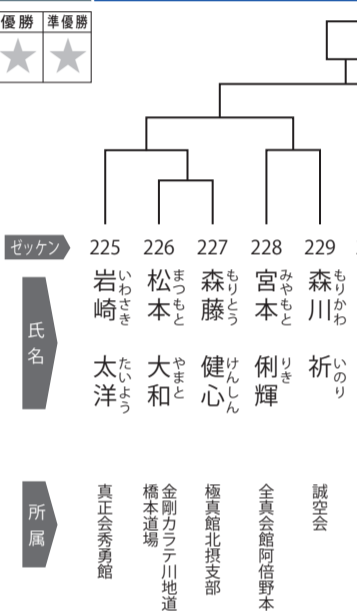 優勝 準優勝
ゼッケン 225 226 227 228 229
氏名
岩崎 太洋
いわさき たいよう
松本 大和
まつもと やまと
森藤 健心
もりとう けんしん
宮本 俐輝
みやもと りき
森川 祈
もりかわ いのり
所属
真正会秀勇館
金剛カラテ川地道
橋本道場
極真館北摂支部
全真会館阿倍野本
誠空会